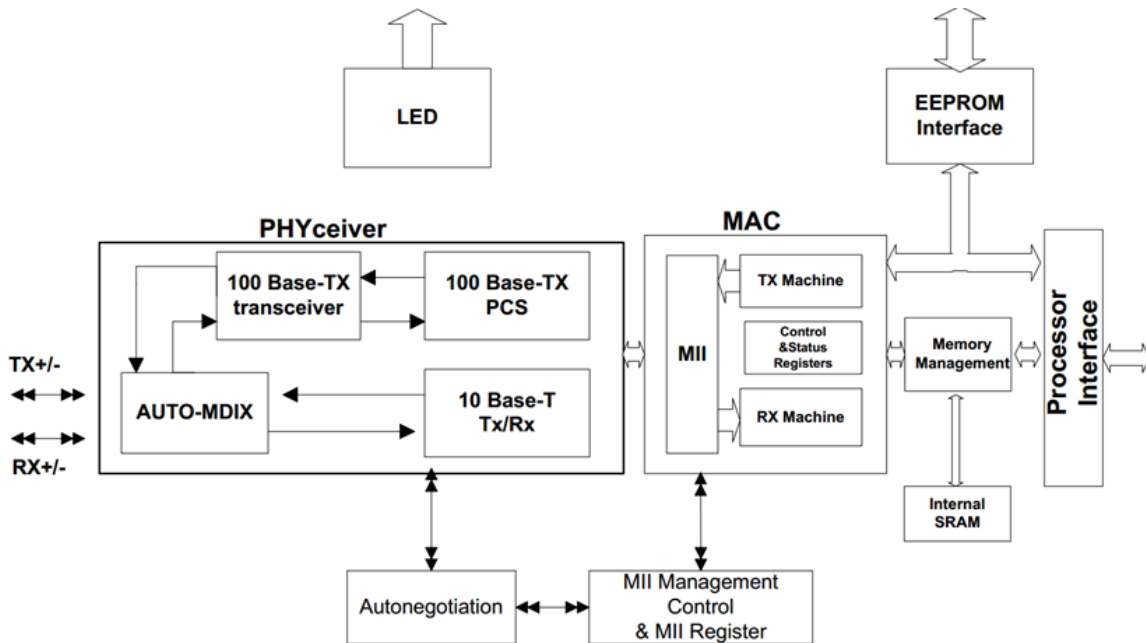 LED
EEPROM
Interface
PHYceiver
MAC
100 Base-TX
transceiver
100 Base-TX
PCS
TX Machine
MII
Control
&Status
Registers
Memory
Management
Processor
Interface
TX+/-
AUTO-MDIX
10 Base-T
Tx/Rx
RX Machine
RX+/-
Internal
SRAM
Autonegotiation
MII Management
Control
& MII Register